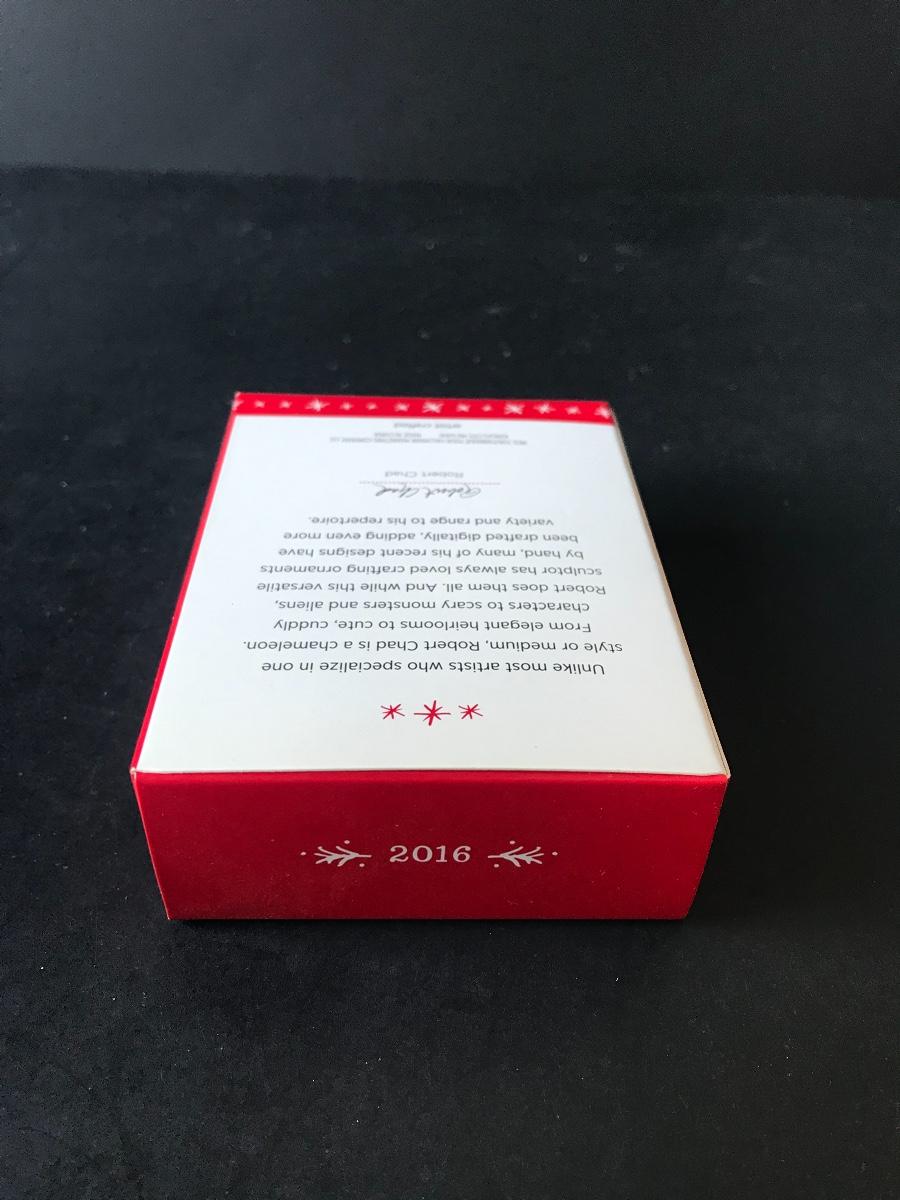 Unlike most artists who specialize in one
style or medium, Robert Chad is a chameleon.
From elegant heirlooms to cute, cuddly
characters to scary monsters and aliens,
Robert does them all. And while this versatile
sculptor has always loved crafting ornaments
by hand, many of his recent designs have
been drafted digitally, adding even more
variety and range to his repertoire.
Robert Chad
Robert Chad
artist crafted
2016